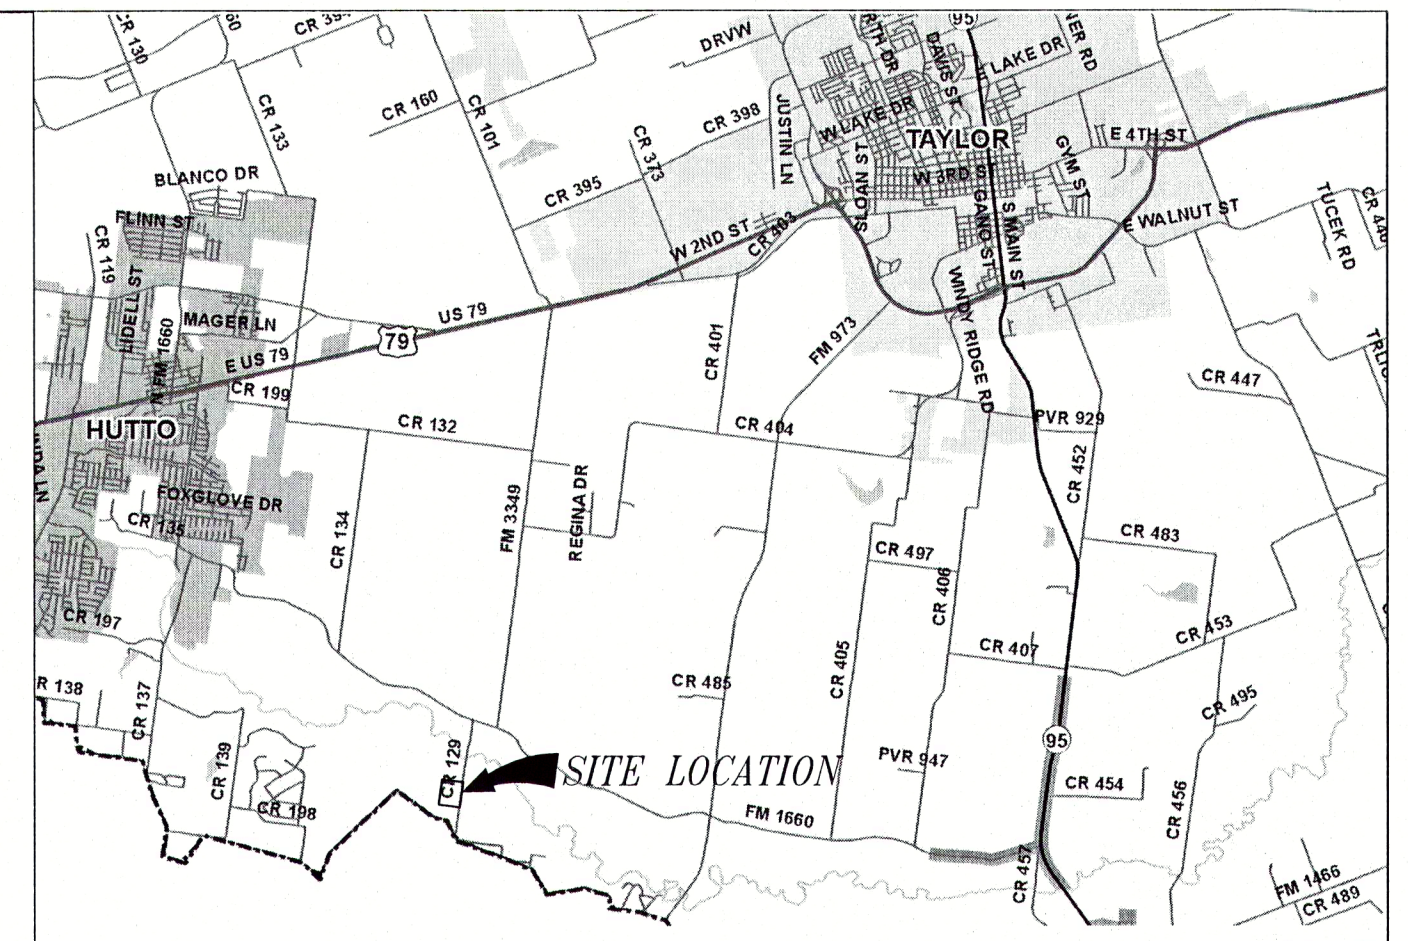 CR 130
CR 133
CR 160
CR 101
DRVW
CR 398
CR 373
CR 395
JUSTIN LN
DAVIS ST
LAKE DR
W LAKE DR
95
TAYLOR
W 3RD ST
SLOAN ST
GANO ST
S MAIN ST
GYM ST
E 4TH ST
E WALNUT ST
TUCEK RD
BLANCO DR
FLINN ST
CR 119
LIDELL ST
N FM 1660
MAGER LN
E US 79
79
US 79
W 2ND ST
CR 403
CR 401
FM 973
WINDY RIDGE RD
CR 199
HUTTO
CR 132
CR 404
PVR 929
CR 447
CR 452
FOXGLOVE DR
CR 135
CR 134
FM 3349
REGINA DR
CR 497
CR 406
CR 483
CR 197
CR 405
CR 407
CR 453
R 138
CR 137
CR 139
CR 198
CR 129
SITE LOCATION
CR 485
PVR 947
FM 1660
95
CR 454
CR 495
CR 456
CR 457
FM 1466
CR 489